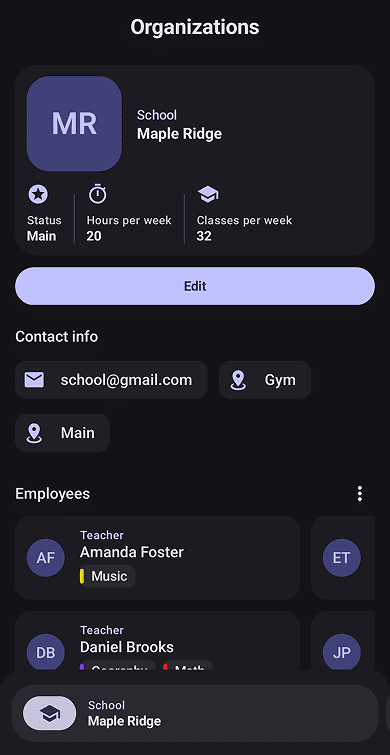 Organizations
MR
School
Maple Ridge
Status
Main
Hours per week
20
Classes per week
32
Edit
Contact info
school@gmail.com
Gym
Main
Employees
AF
Teacher
Amanda Foster
Music
ET
DB
Teacher
Daniel Brooks
Geography
Math
JP
School
Maple Ridge